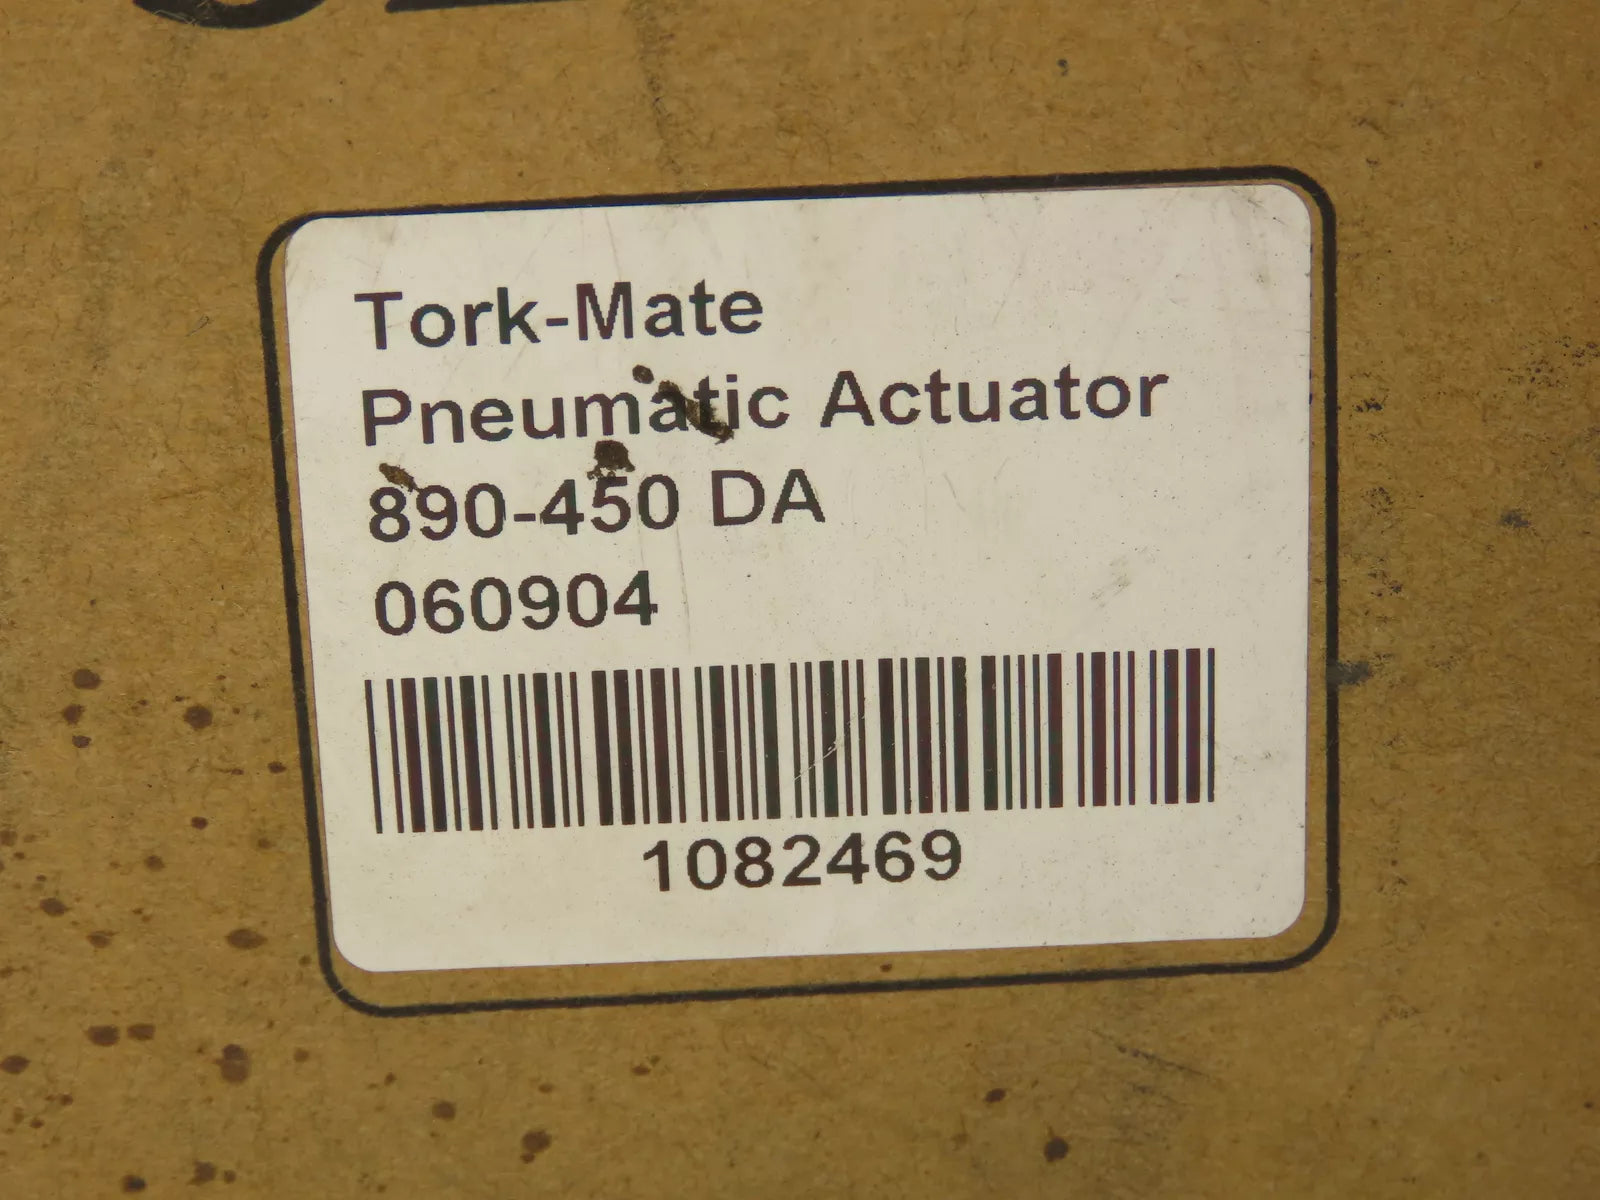 Tork-Mate
Pneumatic Actuator
890-450 DA
060904
1082469